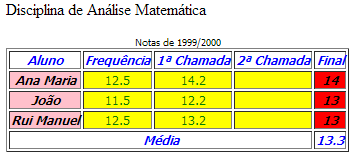 Disciplina de Análise Matemática
Notas de 1999/2000
Aluno Frequência 1ª Chamada 2ª Chamada Final
Ana Maria 12.5 14.2 14
João 11.5 12.2 13
Rui Manuel 12.5 13.2 13
Média 13.3